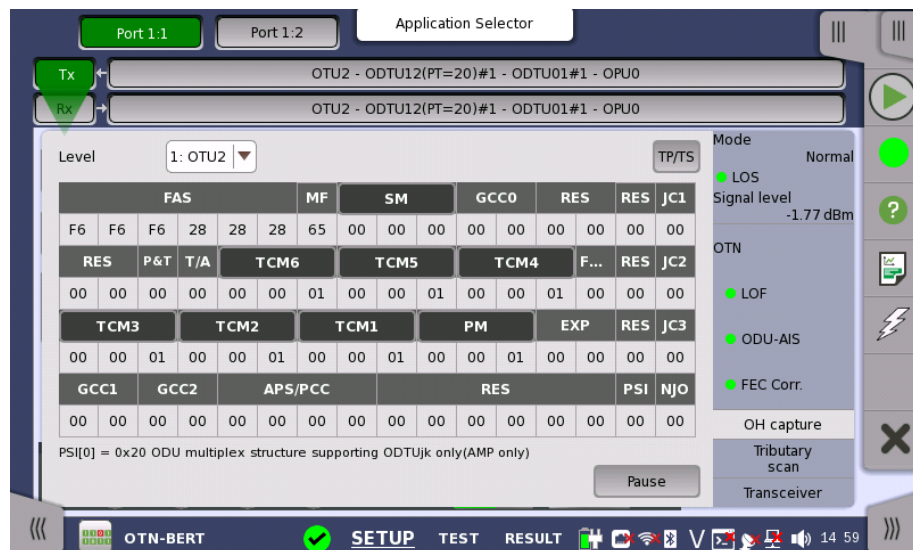 Application Selector
Port 1:1 Port 1:2
Tx OTU2 - ODTU12(PT=20)#1 - ODTU01#1 - OPU0
Rx OTU2 - ODTU12(PT=20)#1 - ODTU01#1 - OPU0
Level 1: OTU2 TP/TS
FAS MF SM GCC0 RES RES JC1
F6 F6 F6 28 28 28 65 00 00 00 00 00 00 00 00 00
RES P&T T/A TCM6 TCM5 TCM4 F... RES JC2
00 00 00 00 00 00 01 00 00 01 00 00 01 00 00 00
TCM3 TCM2 TCM1 PM EXP RES JC3
00 00 01 00 00 01 00 00 01 00 00 01 00 00 00 00
GCC1 GCC2 APS/PCC RES PSI NJO
00 00 00 00 00 00 00 00 00 00 00 00 00 00 00 00
PSI[0] = 0x20 ODU multiplex structure supporting ODTUjk only(AMP only)
Pause
Mode
Normal
LOS
Signal level
-1.77 dBm
OTN
LOF
ODU-AIS
FEC Corr.
OH capture
Tributary
scan
Transceiver
OTN-BERT SETUP TEST RESULT V 14 59